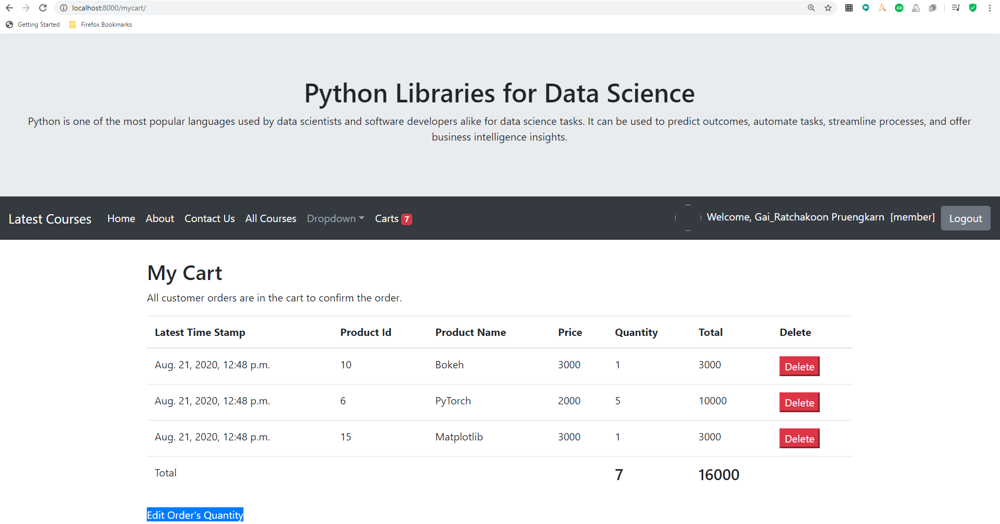 localhost:8000/mycart/
AD
Getting Started Firefox Bookmarks
Python Libraries for Data Science
Python is one of the most popular languages used by data scientists and software developers alike for data science tasks. It can be used to predict outcomes, automate tasks, streamline processes, and offer
business intelligence insights.
Latest Courses Home About Contact Us All Courses Dropdown Carts 7 Welcome, Gai_Ratchakoon Pruengkarn [member] Logout
My Cart
All customer orders are in the cart to confirm the order.
Latest Time Stamp Product Id Product Name Price Quantity Total Delete
Aug. 21, 2020, 12:48 p.m. 10 Bokeh 3000 1 3000 Delete
Aug. 21, 2020, 12:48 p.m. 6 PyTorch 2000 5 10000 Delete
Aug. 21, 2020, 12:48 p.m. 15 Matplotlib 3000 1 3000 Delete
Total 7 16000
Edit Order's Quantity